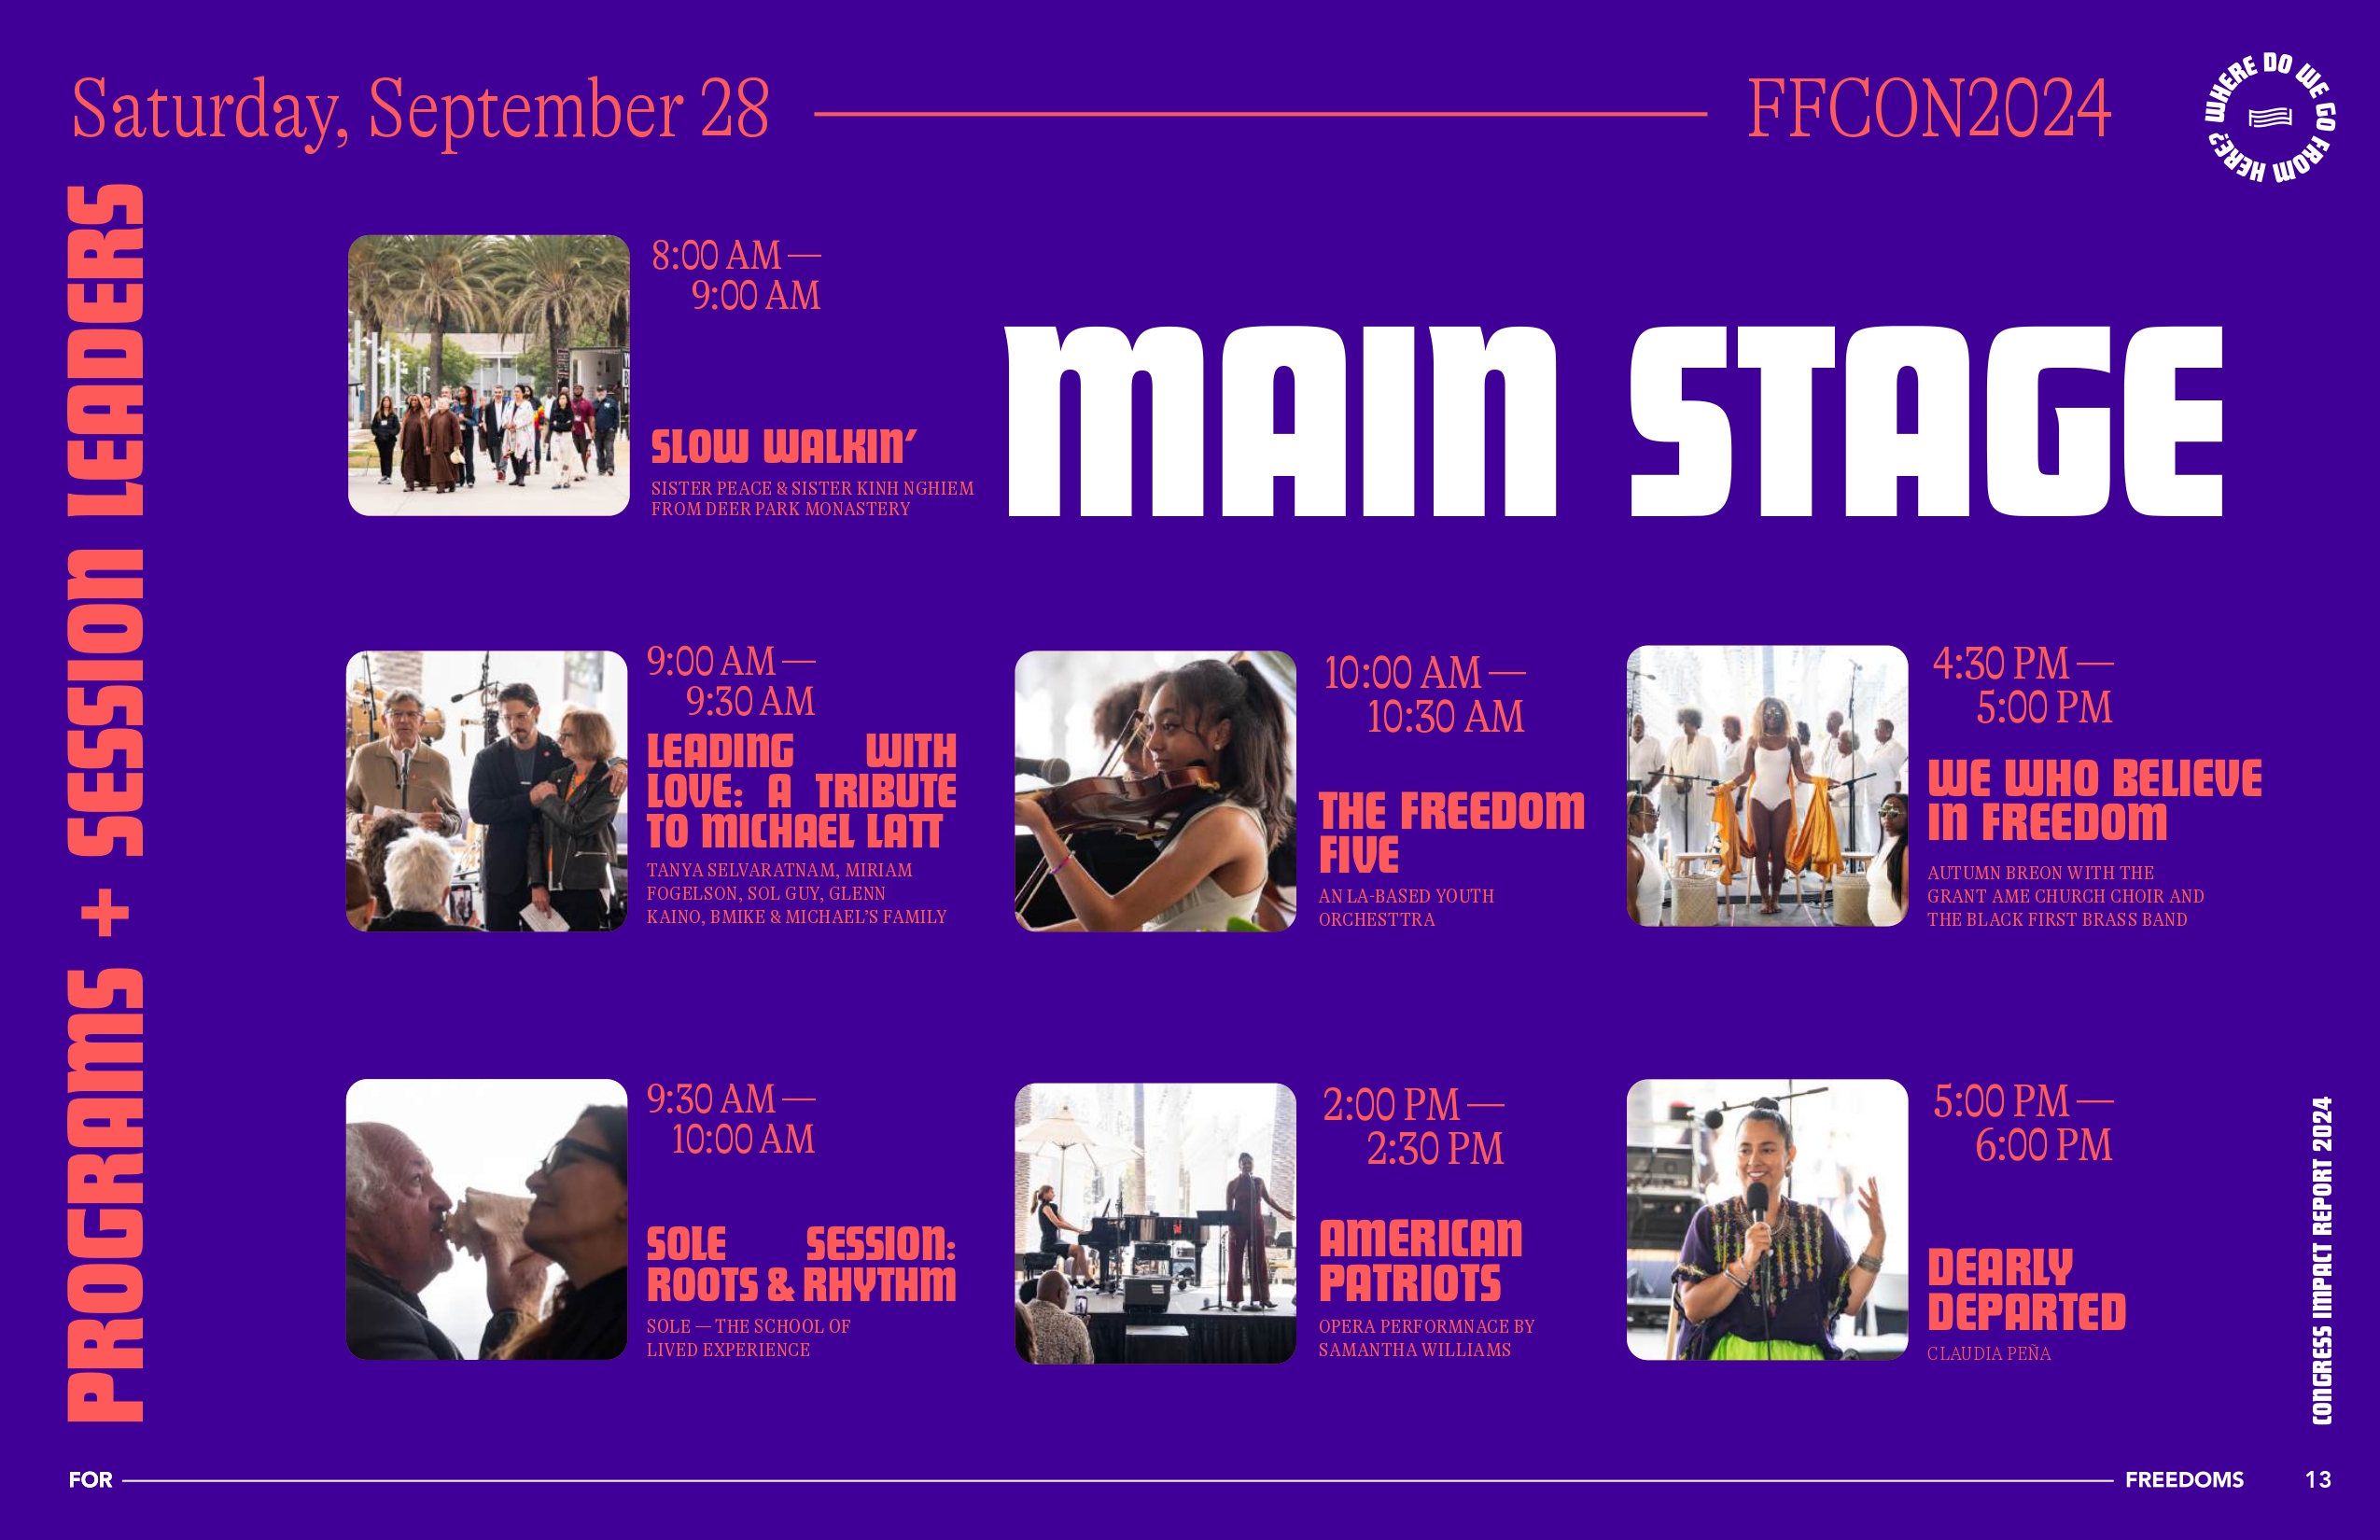 Saturday, September 28
FFCON2024
WHERE DO WE GO FROM HERE?
PROGRAMS + SESSION LEADERS
MAIN STAGE
8:00 AM —
9:00 AM
SLOW WALKIN’
SISTER PEACE & SISTER KINH NGHIEM
FROM DEER PARK MONASTERY
9:00 AM —
9:30 AM
LEADING WITH
LOVE: A TRIBUTE
TO MICHAEL LATT
TANYA SELVARATNAM, MIRIAM
FOGELSON, SOL GUY, GLENN
KAINO, BMIKE & MICHAEL’S FAMILY
10:00 AM —
10:30 AM
THE FREEDOM
FIVE
AN LA-BASED YOUTH
ORCHESTTRA
4:30 PM —
5:00 PM
WE WHO BELIEVE
IN FREEDOM
AUTUMN BREON WITH THE
GRANT AME CHURCH CHOIR AND
THE BLACK FIRST BRASS BAND
9:30 AM —
10:00 AM
SOLE SESSION:
ROOTS & RHYTHM
SOLE — THE SCHOOL OF
LIVED EXPERIENCE
2:00 PM —
2:30 PM
AMERICAN
PATRIOTS
OPERA PERFORMNACE BY
SAMANTHA WILLIAMS
5:00 PM —
6:00 PM
DEARLY
DEPARTED
CLAUDIA PEÑA
CONGRESS IMPACT REPORT 2024
FOR
FREEDOMS
13